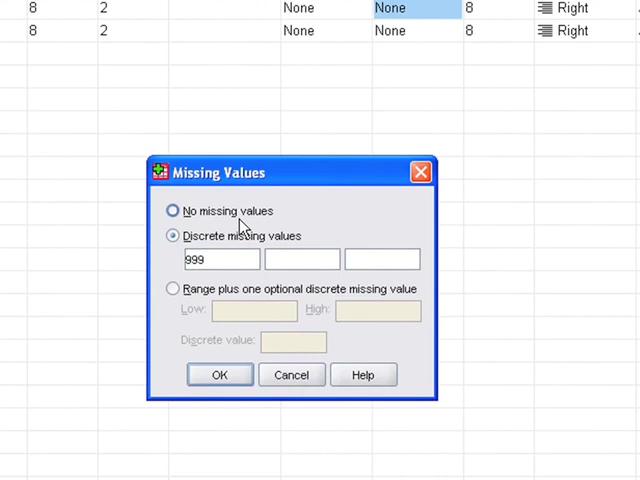 8 2 None None 8 Right
8 2 None None 8 Right
Missing Values
No missing values
Discrete missing values
999
Range plus one optional discrete missing value
Low: High:
Discrete value:
OK Cancel Help